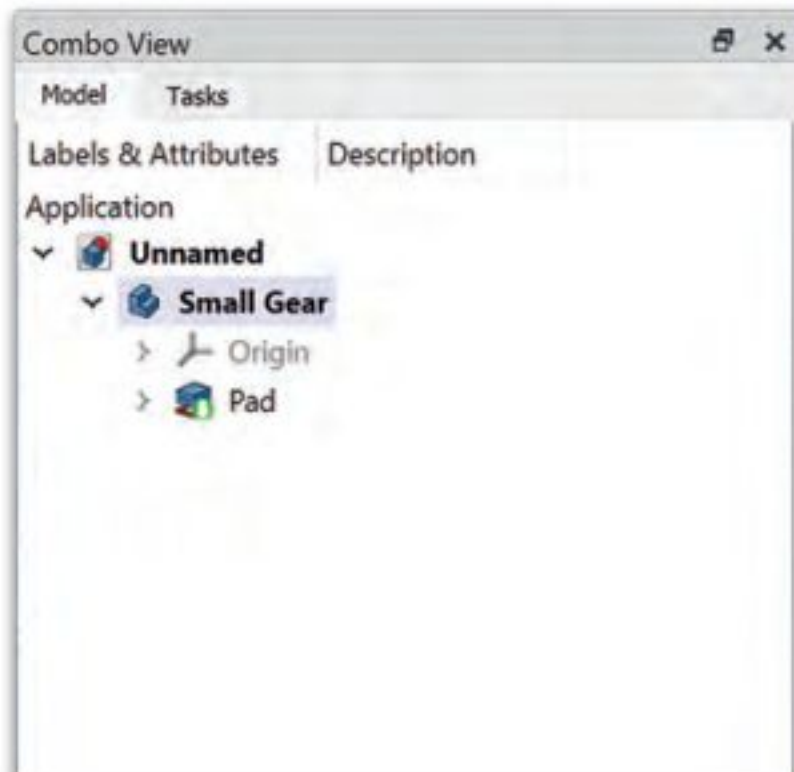 Combo View
Model Tasks
Labels & Attributes Description
Application
Unnamed
Small Gear
Origin
Pad